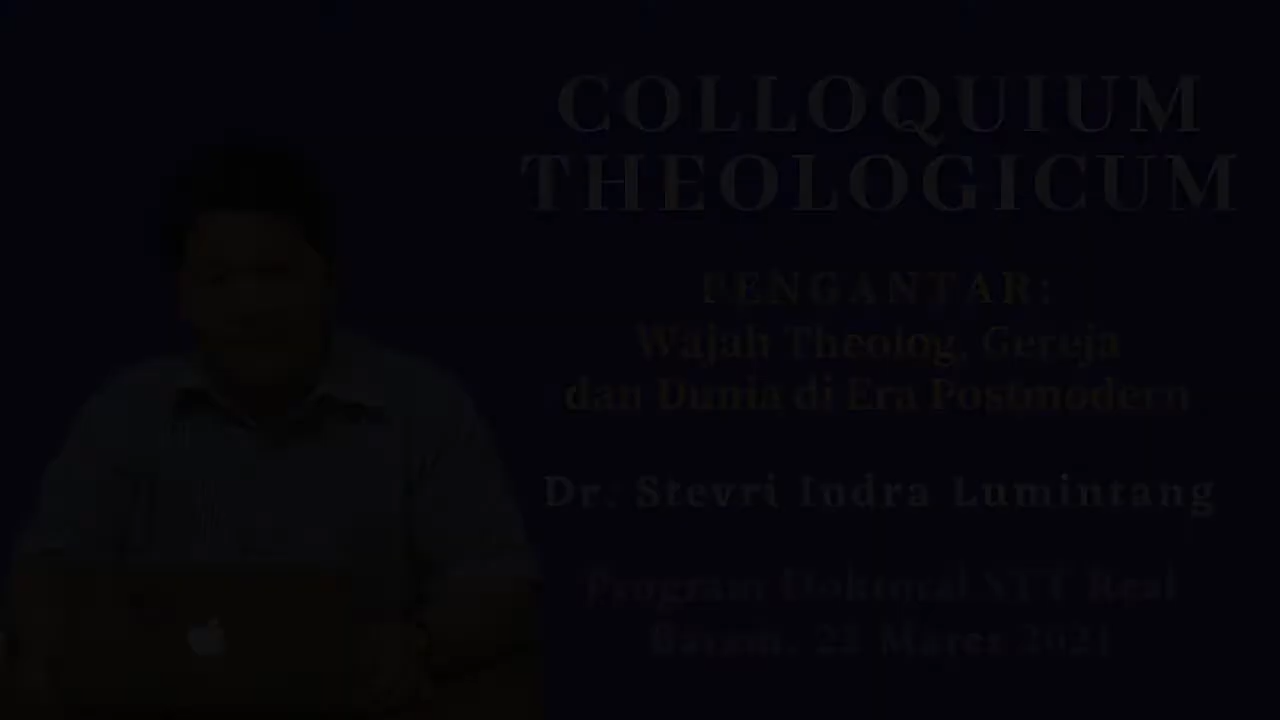 COLLOQUIUM
THEOLOGICUM
PENGANTAR:
Wajah Theolog, Gereja
dan Dunia di Era Postmodern
Dr. Stevri Indra Lumintang
Program Doktoral STT Real
Batam, 22 Maret 2021